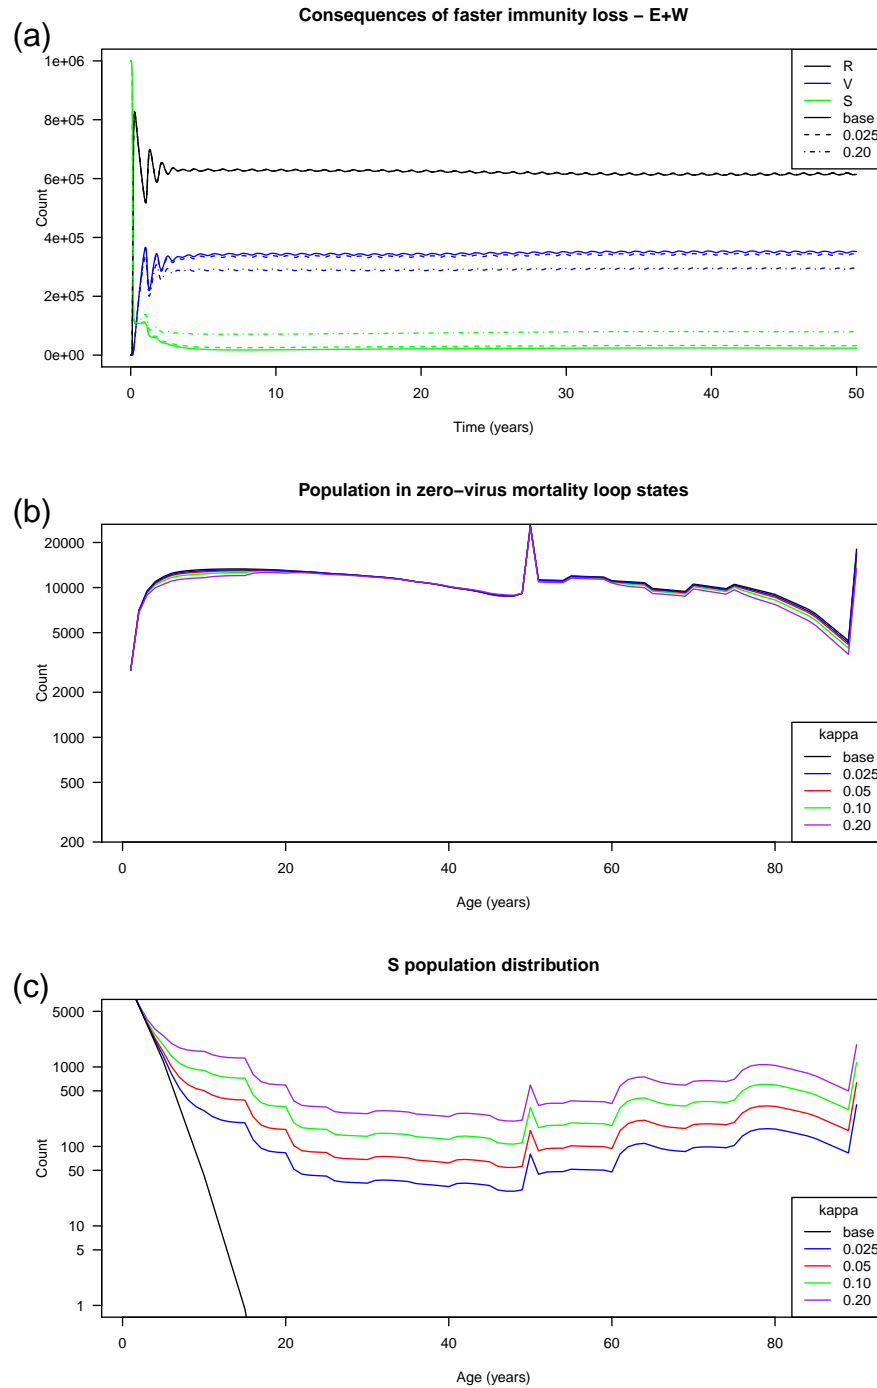 (a)
Consequences of faster immunity loss − E+W
1e+06
8e+05
6e+05
4e+05
2e+05
0e+00
Count
R
V
S
base
0.025
0.20
0
10
20
30
40
50
Time (years)
(b)
Population in zero−virus mortality loop states
20000
10000
5000
2000
1000
500
200
Count
kappa
base
0.025
0.05
0.10
0.20
0
20
40
60
80
Age (years)
(c)
S population distribution
5000
1000
500
100
50
10
5
1
Count
kappa
base
0.025
0.05
0.10
0.20
0
20
40
60
80
Age (years)